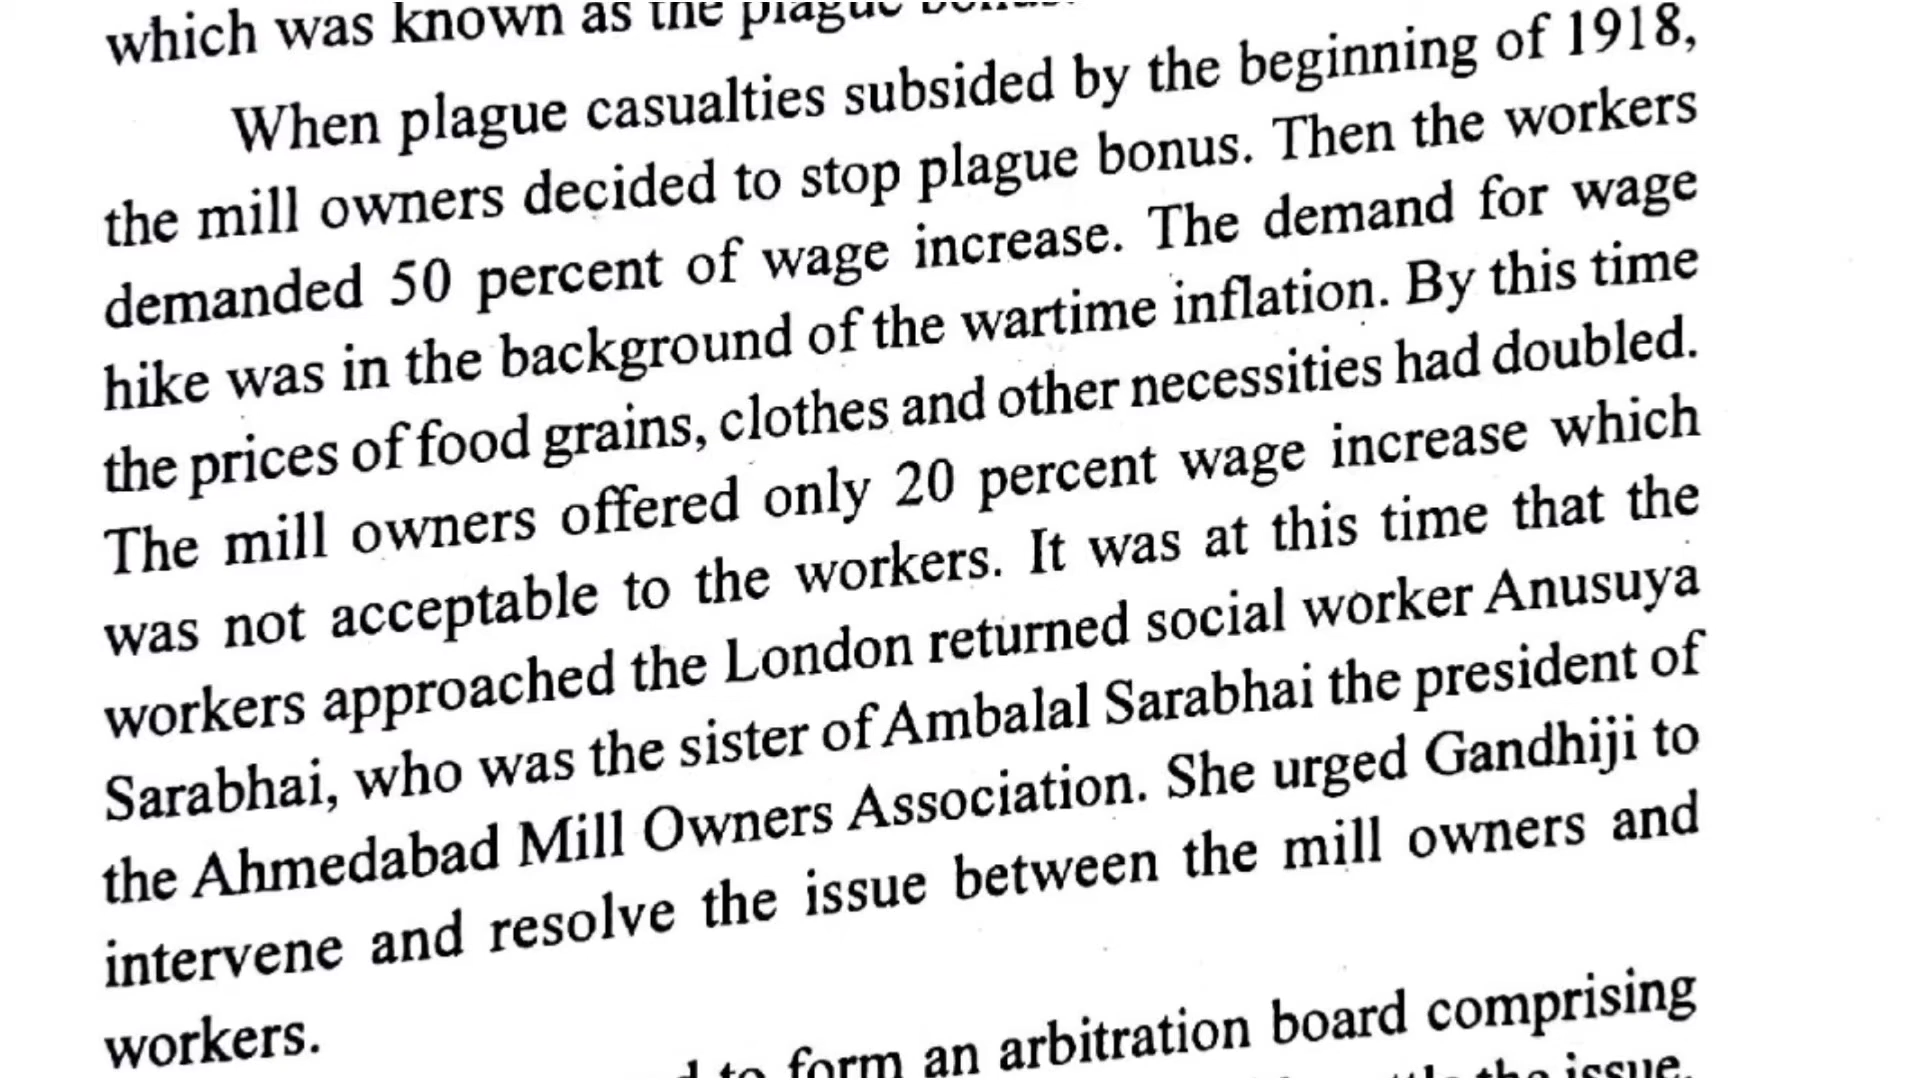 which was known as the plague
When plague casualties subsided by the beginning of 1918,
the mill owners decided to stop plague bonus. Then the workers
demanded 50 percent of wage increase. The demand for wage
hike was in the background of the wartime inflation. By this time
the prices of food grains, clothes and other necessities had doubled.
The mill owners offered only 20 percent wage increase which
was not acceptable to the workers. It was at this time that the
workers approached the London returned social worker Anusuya
Sarabhai, who was the sister of Ambalal Sarabhai the president of
the Ahmedabad Mill Owners Association. She urged Gandhiji to
intervene and resolve the issue between the mill owners and
workers.
to form an arbitration board comprising
the issue.